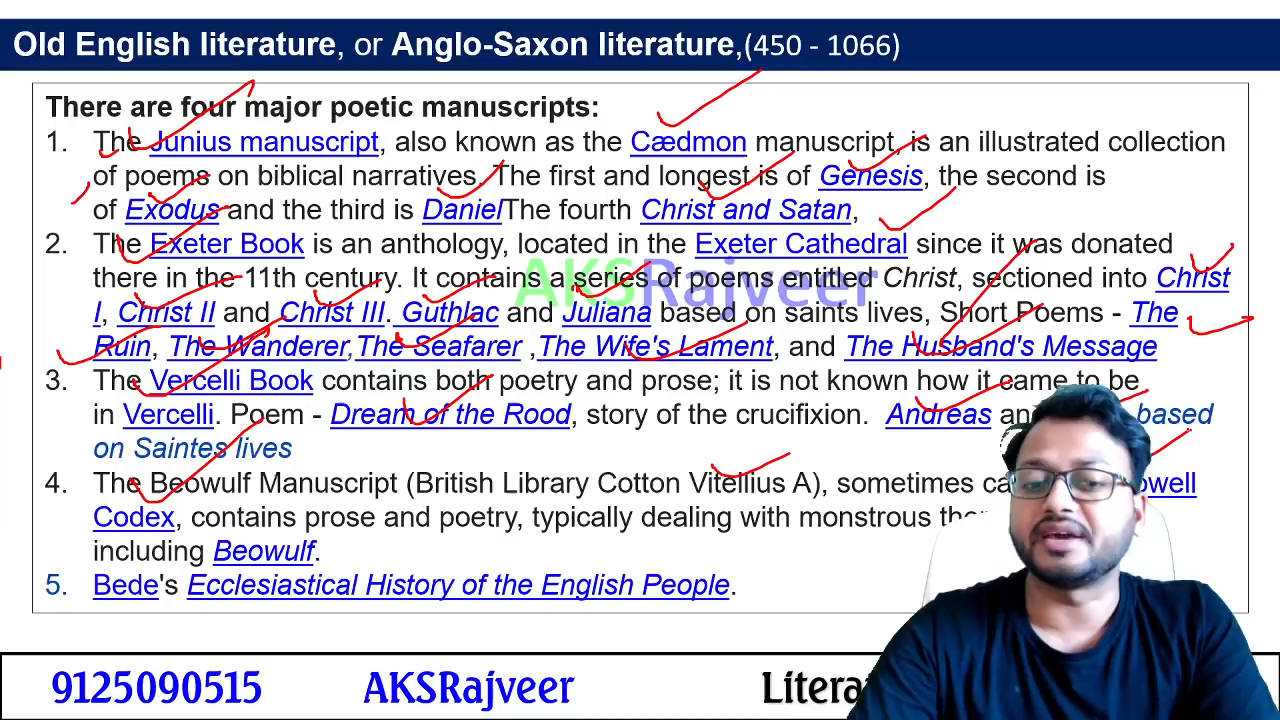 Old English literature, or Anglo-Saxon literature,(450 - 1066)
There are four major poetic manuscripts:
1. The Junius manuscript, also known as the Cædmon manuscript, is an illustrated collection
of poems on biblical narratives. The first and longest is of Genesis, the second is
of Exodus and the third is DanielThe fourth Christ and Satan,
2. The Exeter Book is an anthology, located in the Exeter Cathedral since it was donated
there in the 11th century. It contains a series of poems entitled Christ, sectioned into Christ
I, Christ II and Christ III. Guthlac and Juliana based on saints lives, Short Poems - The
Ruin, The Wanderer,The Seafarer ,The Wife's Lament, and The Husband's Message
3. The Vercelli Book contains both poetry and prose; it is not known how it came to be
in Vercelli. Poem - Dream of the Rood, story of the crucifixion. Andreas based
on Saintes lives
4. The Beowulf Manuscript (British Library Cotton Vitellius A), sometimes
Codex, contains prose and poetry, typically dealing with monstrous
including Beowulf.
5. Bede's Ecclesiastical History of the English People.
AKSRajveer
9125090515 AKSRajveer